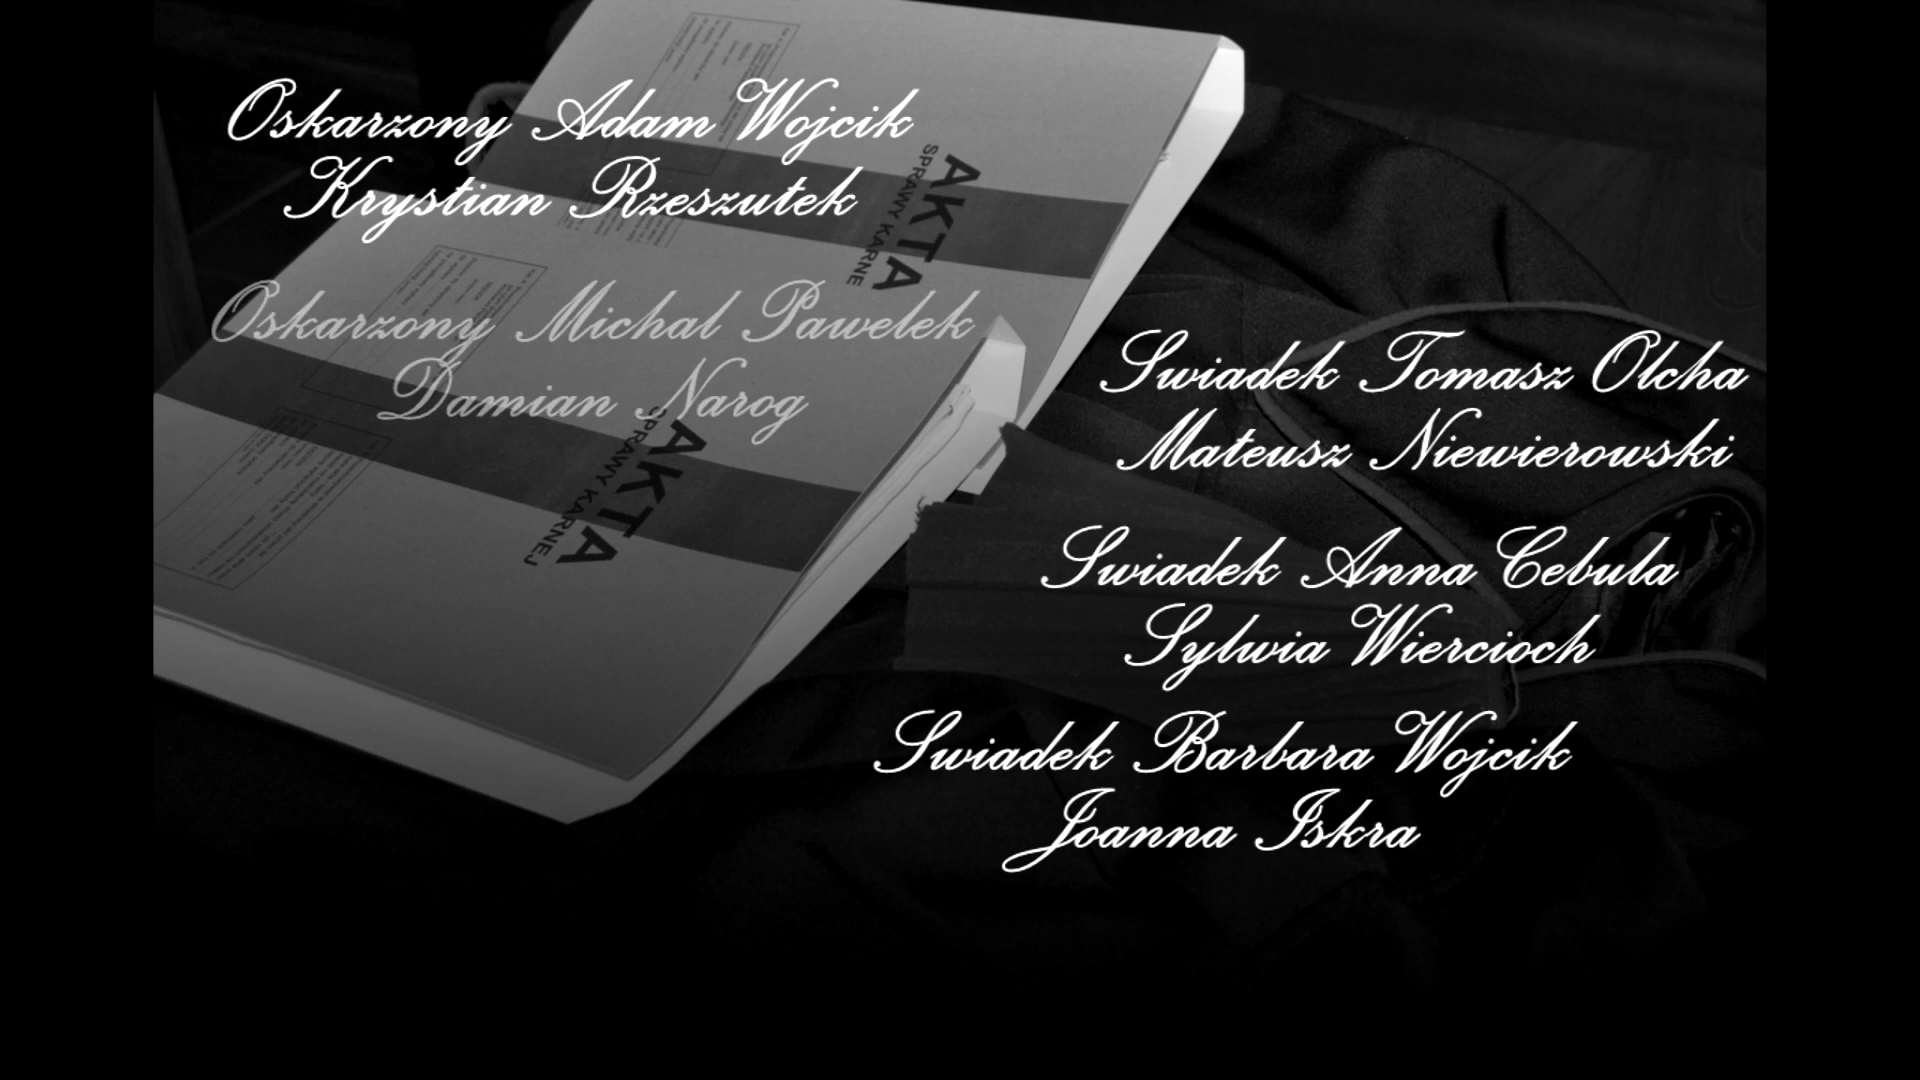 Oskarzony Adam Wojcik
Krystian Rzeszutek
Oskarzony Michal Pawelek
Damian Narog
Swiadek Tomasz Olcha
Mateusz Niewierowski
Swiadek Anna Cebula
Sylwia Wiercioch
Swiadek Barbara Wojcik
Joanna Iskra
AKTA
SPRAWY KARNE
AKTA
SPRAWY KARNEJ